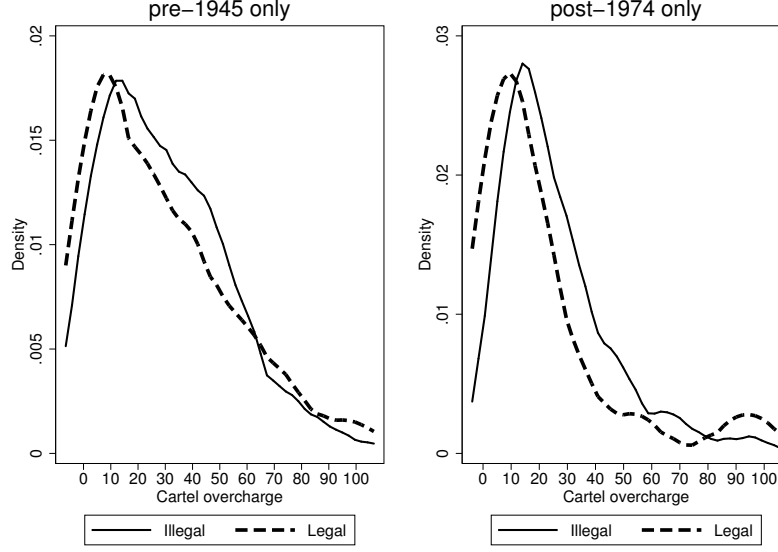 pre−1945 only
.02
.015
.01
.005
0
Density
0 10 20 30 40 50 60 70 80 90 100
Cartel overcharge
Illegal Legal
post−1974 only
.03
.02
.01
0
Density
0 10 20 30 40 50 60 70 80 90 100
Cartel overcharge
Illegal Legal